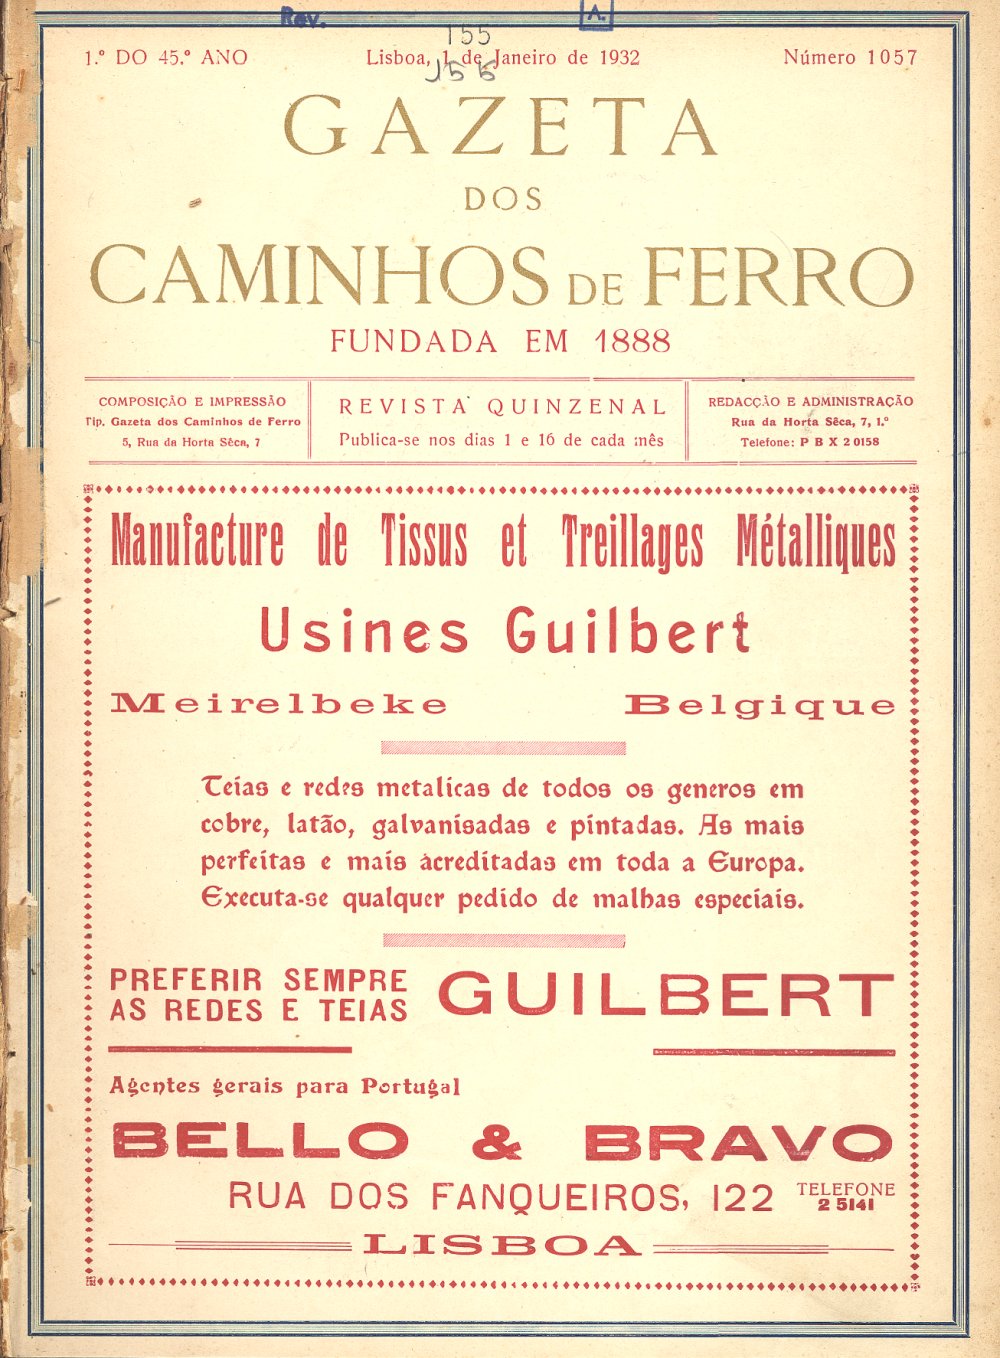 Rev.
A.
155
1.º DO 45.º ANO Lisboa, 1 de Janeiro de 1932 Número 1057
156
GAZETA
DOS
CAMINHOS DE FERRO
FUNDADA EM 1888
COMPOSIÇÃO E IMPRESSÃO
Tip. Gazeta dos Caminhos de Ferro
5, Rua da Horta Sêca, 7
REVISTA QUINZENAL
Publica-se nos dias 1 e 16 de cada mês
REDACÇÃO E ADMINISTRAÇÃO
Rua da Horta Sêca, 7, 1.º
Telefone: P B X 2 0158
Manufacture de Tissus et Treillages Métalliques
Usines Guilbert
Meirelbeke Belgique
Teias e redes metalicas de todos os generos em
cobre, latão, galvanisadas e pintadas. As mais
perfeitas e mais acreditadas em toda a Europa.
Executa-se qualquer pedido de malhas especiais.
PREFERIR SEMPRE
AS REDES E TEIAS
GUILBERT
Agentes gerais para Portugal
BELLO & BRAVO
RUA DOS FANQUEIROS, 122 TELEFONE
2 5141
LISBOA